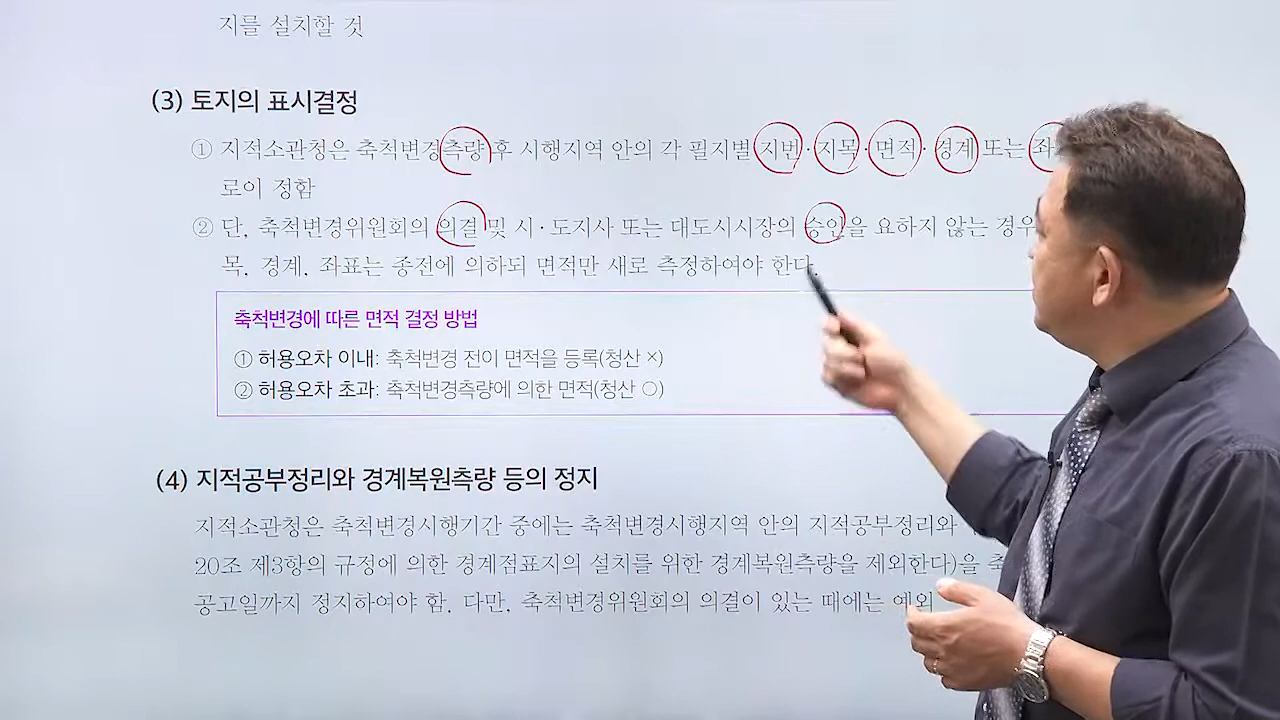 지를 설치할 것
(3) 토지의 표시결정
① 지적소관청은 축척변경측량 후 시행지역 안의 각 필지별 지번·지목·면적·경계 또는 좌
로이 정함
② 단, 축척변경위원회의 의결 및 시·도지사 또는 대도시시장의 승인을 요하지 않는 경우
목, 경계, 좌표는 종전에 의하되 면적만 새로 측정하여야 한다.
축척변경에 따른 면적 결정 방법
① 허용오차 이내: 축척변경 전이 면적을 등록(청산 ×)
② 허용오차 초과: 축척변경측량에 의한 면적(청산 ○)
(4) 지적공부정리와 경계복원측량 등의 정지
지적소관청은 축척변경시행기간 중에는 축척변경시행지역 안의 지적공부정리와
20조 제3항의 규정에 의한 경계점표지의 설치를 위한 경계복원측량을 제외한다)을
공고일까지 정지하여야 함. 다만, 축척변경위원회의 의결이 있는 때에는 예외